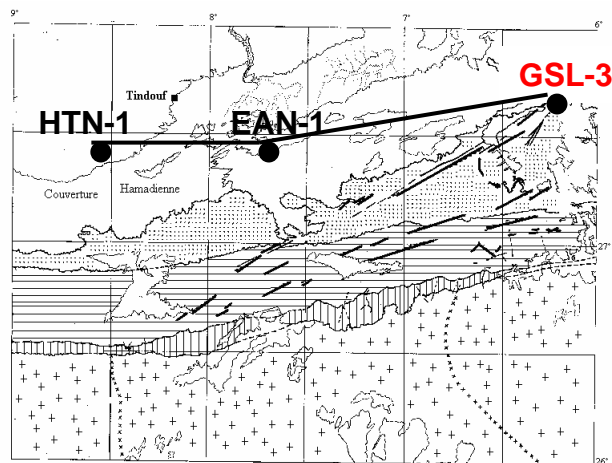 9° 8° 7° 6°
GSL-3
Tindouf
HTN-1 EAN-1
Couverture Hamadienne
27°
26°